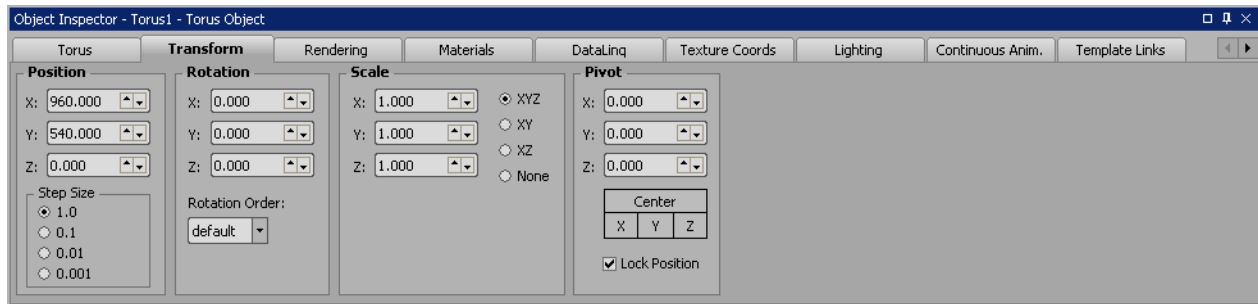 Object Inspector - Torus1 - Torus Object
Torus Transform Rendering Materials DataLinq Texture Coords Lighting Continuous Anim. Template Links
Position Rotation Scale Pivot
X: 960.000 X: 0.000 X: 1.000 XYZ X: 0.000
Y: 540.000 Y: 0.000 Y: 1.000 XY Y: 0.000
Z: 0.000 Z: 0.000 Z: 1.000 XZ Z: 0.000
None
Step Size Rotation Order: Center
1.0
0.1 default X Y Z
0.01 Lock Position
0.001